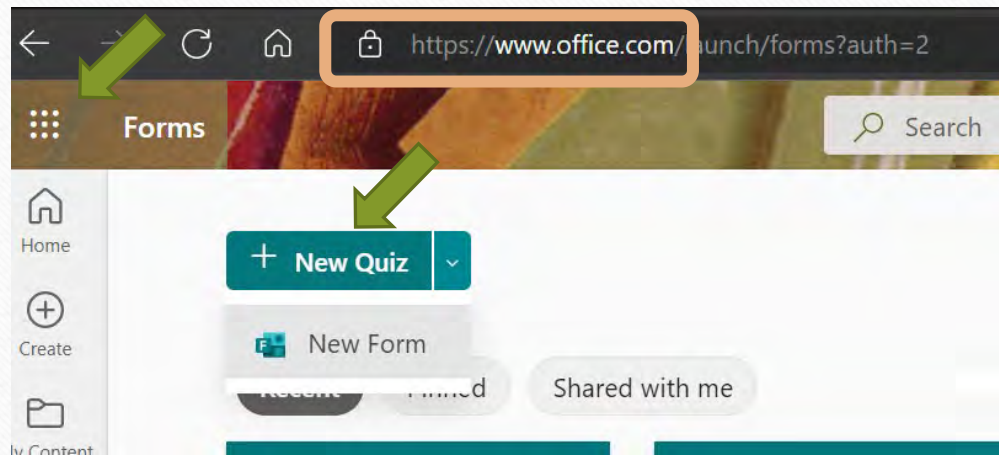 https://www.office.com/launch/forms?auth=2
Forms
Search
Home
+ New Quiz
Create
New Form
Shared with me